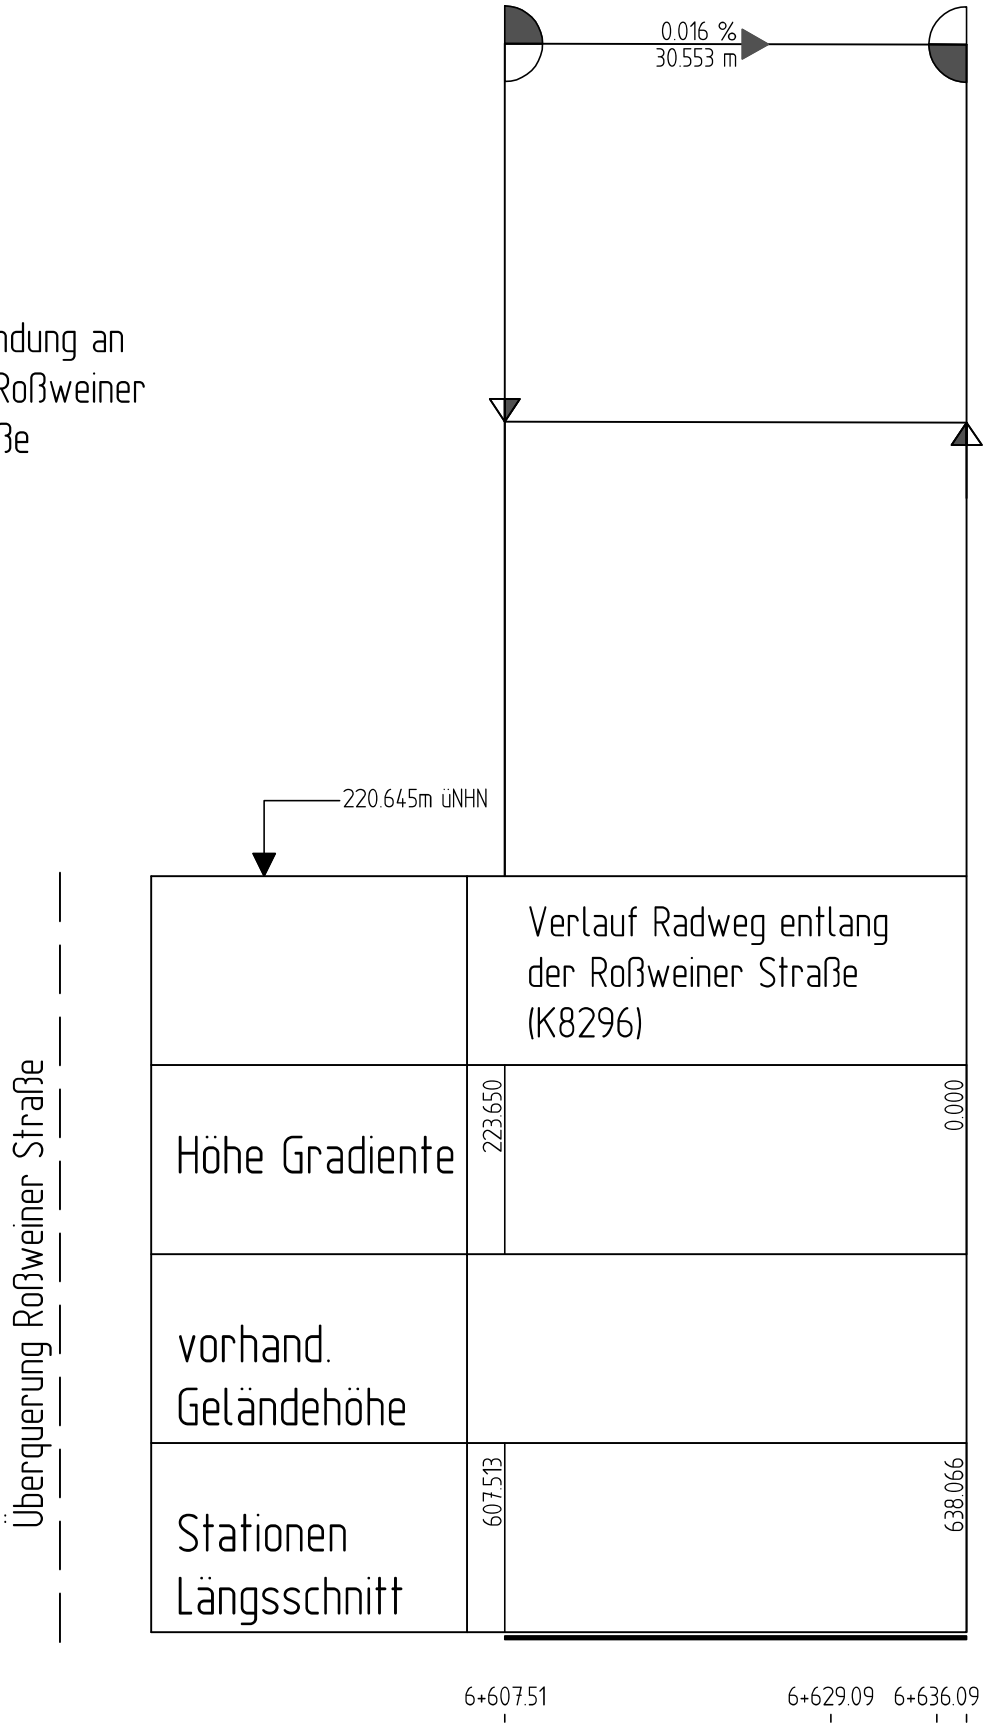 0.016 %
30.553 m
ndung an
Roßweiner
ße
220.645m üNHN
Verlauf Radweg entlang
der Roßweiner Straße
(K8296)
Höhe Gradiente
223.650
0.000
vorhand.
Geländehöhe
Stationen
Längsschnitt
607.513
638.066
Überquerung Roßweiner Straße
6+607.51
6+629.09
6+636.09